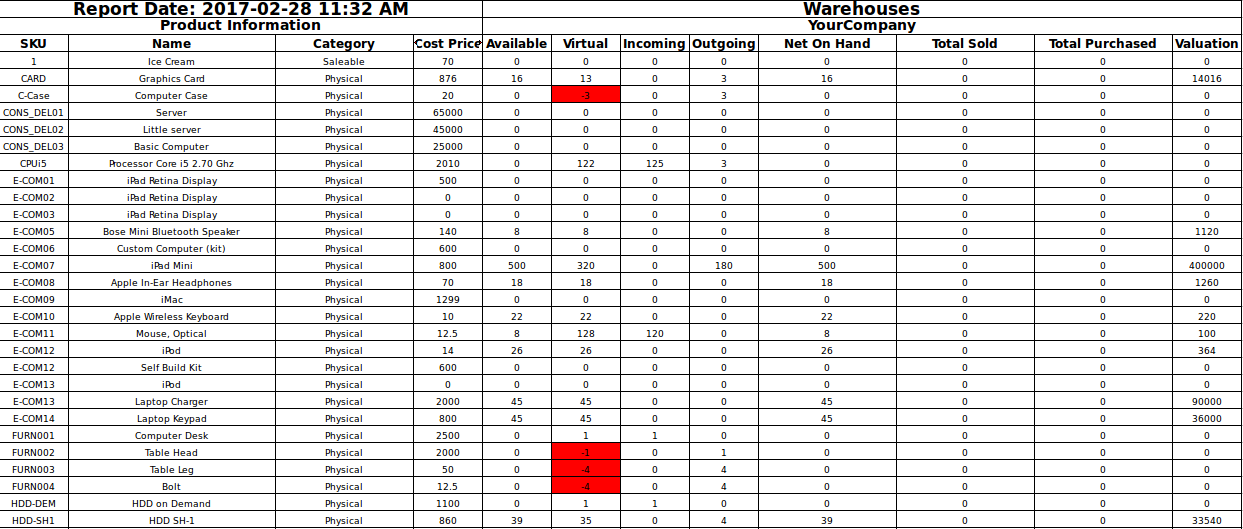 Report Date: 2017-02-28 11:32 AM Warehouses
Product Information YourCompany
SKU Name Category Cost Price Available Virtual Incoming Outgoing Net On Hand Total Sold Total Purchased Valuation
1 Ice Cream Saleable 70 0 0 0 0 0 0 0 0
CARD Graphics Card Physical 876 16 13 0 3 16 0 0 14016
C-Case Computer Case Physical 20 0 -3 0 3 0 0 0 0
CONS_DEL01 Server Physical 65000 0 0 0 0 0 0 0 0
CONS_DEL02 Little server Physical 45000 0 0 0 0 0 0 0 0
CONS_DEL03 Basic Computer Physical 25000 0 0 0 0 0 0 0 0
CPUi5 Processor Core i5 2.70 Ghz Physical 2010 0 122 125 3 0 0 0 0
E-COM01 iPad Retina Display Physical 500 0 0 0 0 0 0 0 0
E-COM02 iPad Retina Display Physical 0 0 0 0 0 0 0 0 0
E-COM03 iPad Retina Display Physical 0 0 0 0 0 0 0 0 0
E-COM05 Bose Mini Bluetooth Speaker Physical 140 8 8 0 0 8 0 0 1120
E-COM06 Custom Computer (kit) Physical 600 0 0 0 0 0 0 0 0
E-COM07 iPad Mini Physical 800 500 320 0 180 500 0 0 400000
E-COM08 Apple In-Ear Headphones Physical 70 18 18 0 0 18 0 0 1260
E-COM09 iMac Physical 1299 0 0 0 0 0 0 0 0
E-COM10 Apple Wireless Keyboard Physical 10 22 22 0 0 22 0 0 220
E-COM11 Mouse, Optical Physical 12.5 8 128 120 0 8 0 0 100
E-COM12 iPod Physical 14 26 26 0 0 26 0 0 364
E-COM12 Self Build Kit Physical 600 0 0 0 0 0 0 0 0
E-COM13 iPod Physical 0 0 0 0 0 0 0 0 0
E-COM13 Laptop Charger Physical 2000 45 45 0 0 45 0 0 90000
E-COM14 Laptop Keypad Physical 800 45 45 0 0 45 0 0 36000
FURN001 Computer Desk Physical 2500 0 1 1 0 0 0 0 0
FURN002 Table Head Physical 2000 0 -1 0 1 0 0 0 0
FURN003 Table Leg Physical 50 0 -4 0 4 0 0 0 0
FURN004 Bolt Physical 12.5 0 -4 0 4 0 0 0 0
HDD-DEM HDD on Demand Physical 1100 0 1 1 0 0 0 0 0
HDD-SH1 HDD SH-1 Physical 860 39 35 0 4 39 0 0 33540